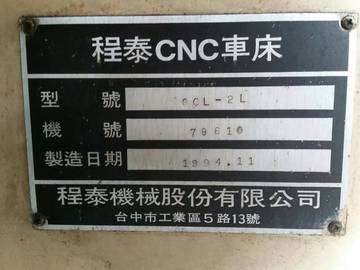 程泰CNC車床
型號 GCL-2L
機號 79610
製造日期 1994.11
程泰機械股份有限公司
台中市工業區5路13號